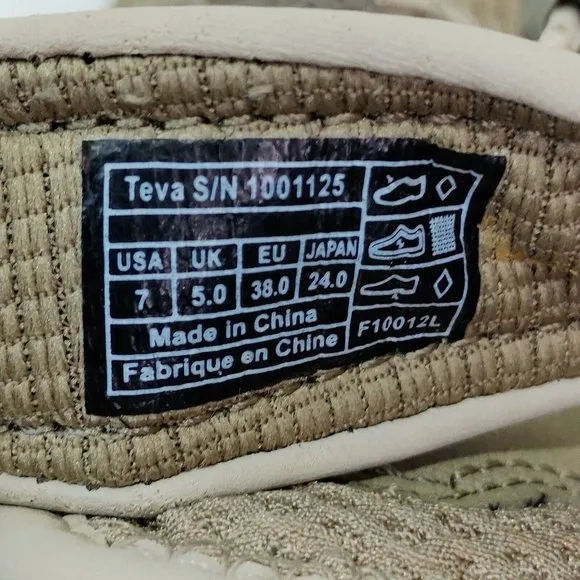 Teva S/N 1001125
USA UK EU JAPAN
7 5.0 38.0 24.0
Made in China
Fabrique en Chine
F10012L